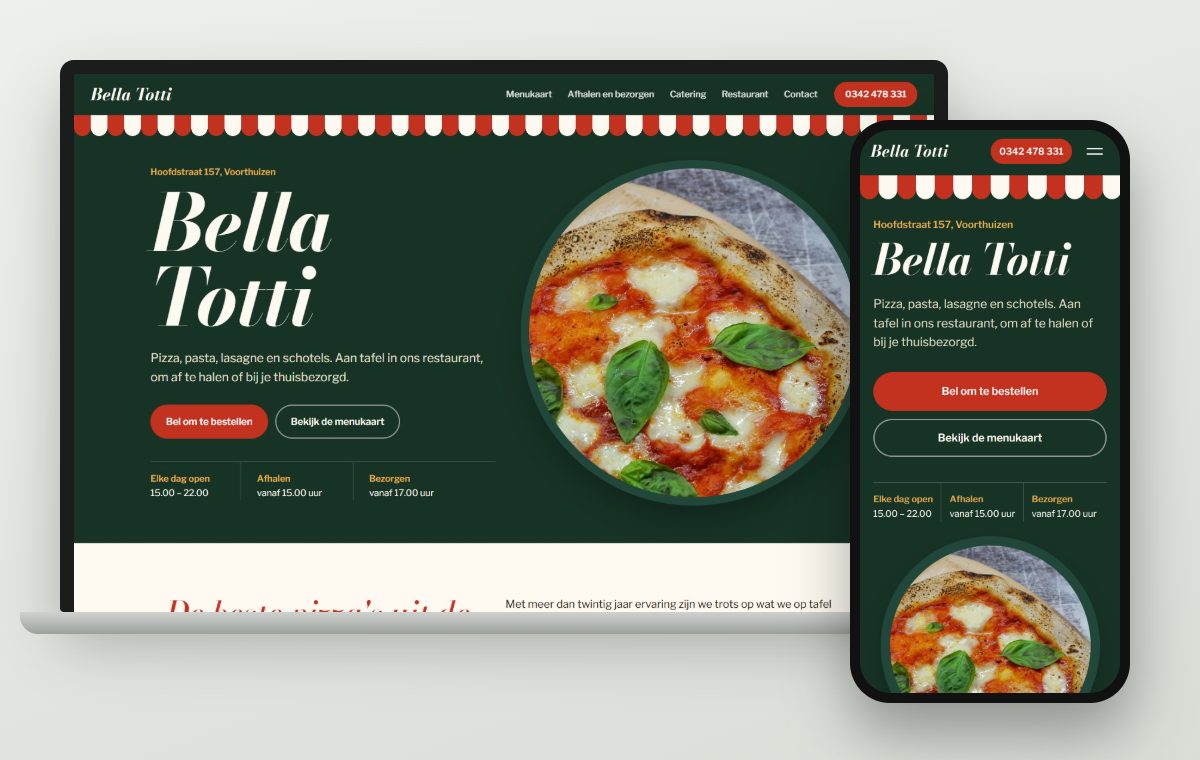 Bella Totti
Menukaart Afhalen en bezorgen Catering Restaurant Contact 0342 478 331
Hoofdstraat 157, Voorthuizen
Bella
Totti
Pizza, pasta, lasagne en schotels. Aan tafel in ons restaurant,
om af te halen of bij je thuisbezorgd.
Bel om te bestellen Bekijk de menukaart
Elke dag open Afhalen Bezorgen
15.00 – 22.00 vanaf 15.00 uur vanaf 17.00 uur
De beste pizza's uit de
Met meer dan twintig jaar ervaring zijn we trots op wat we op tafel
Bella Totti 0342 478 331
Hoofdstraat 157, Voorthuizen
Bella Totti
Pizza, pasta, lasagne en schotels. Aan
tafel in ons restaurant, om af te halen of
bij je thuisbezorgd.
Bel om te bestellen
Bekijk de menukaart
Elke dag open Afhalen Bezorgen
15.00 – 22.00 vanaf 15.00 uur vanaf 17.00 uur